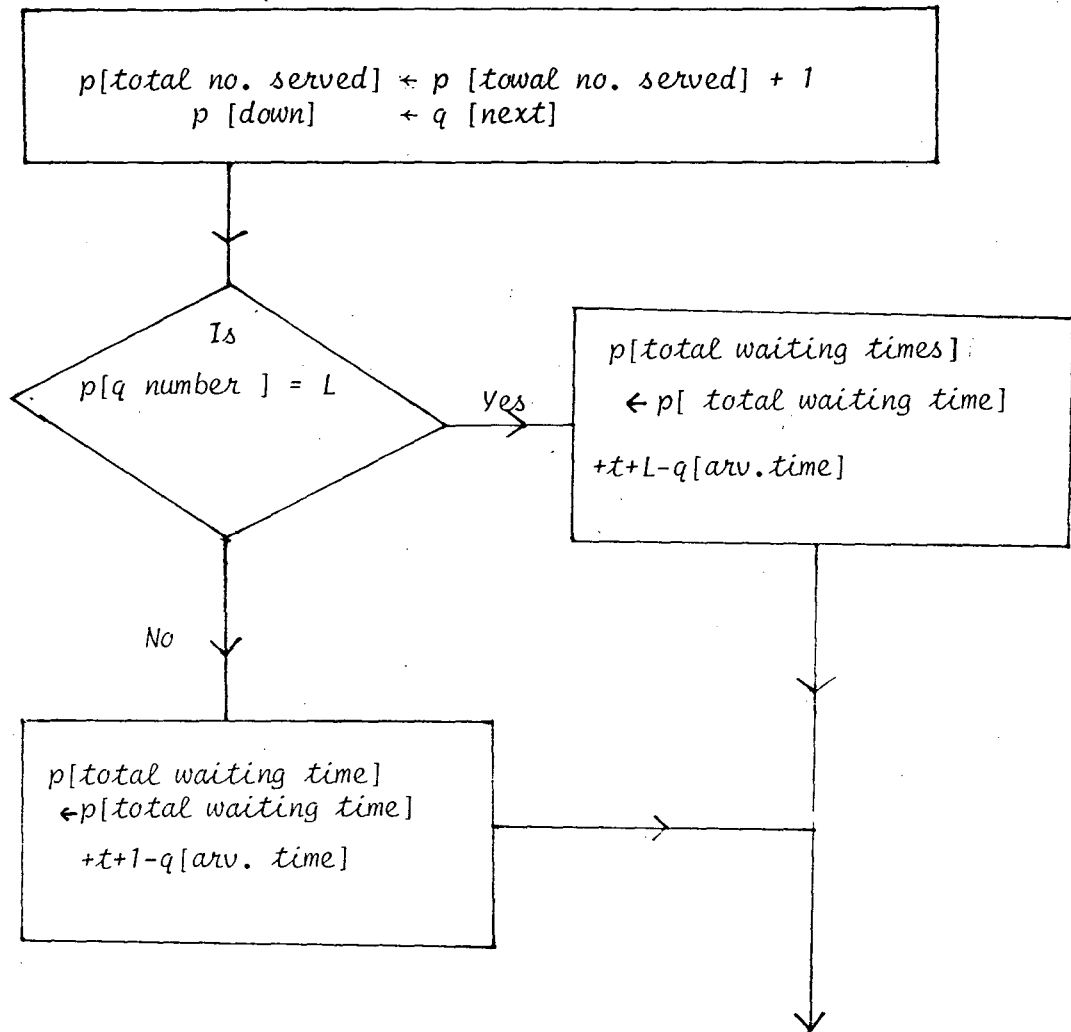 p[total no. served] ← p [towal no. served] + 1
p [down] ← q [next]
Is
p[q number ] = L
Yes
p[total waiting times]
← p[ total waiting time]
+t+L-q[arv.time]
No
p[total waiting time]
←p[total waiting time]
+t+1-q[arv. time]